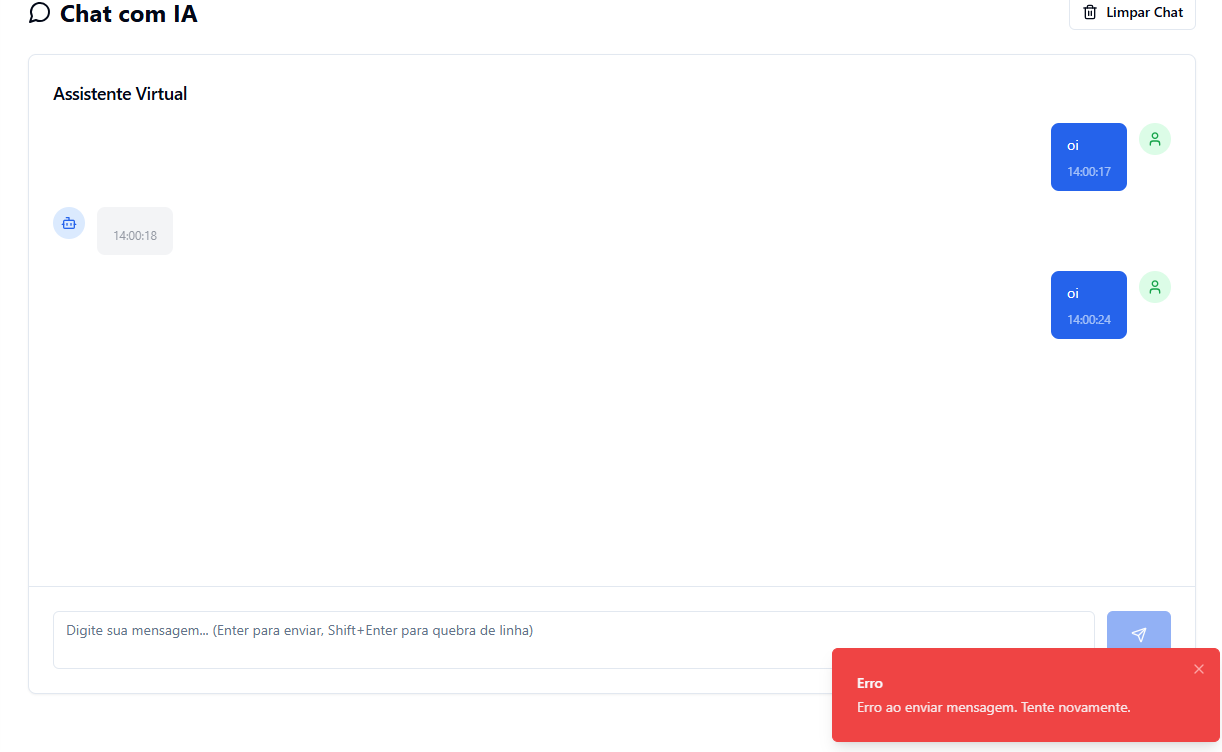 Chat com IA
Limpar Chat
Assistente Virtual
oi
14:00:17
14:00:18
oi
14:00:24
Digite sua mensagem... (Enter para enviar, Shift+Enter para quebra de linha)
Erro
Erro ao enviar mensagem. Tente novamente.